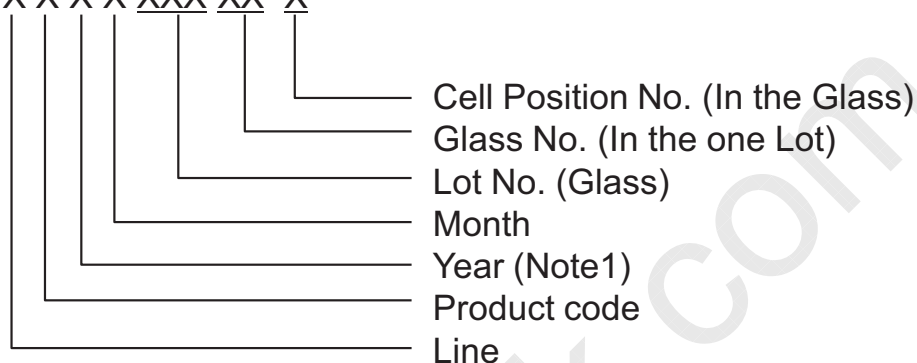 X X X X XXX XX X
Cell Position No. (In the Glass)
Glass No. (In the one Lot)
Lot No. (Glass)
Month
Year (Note1)
Product code
Line
com